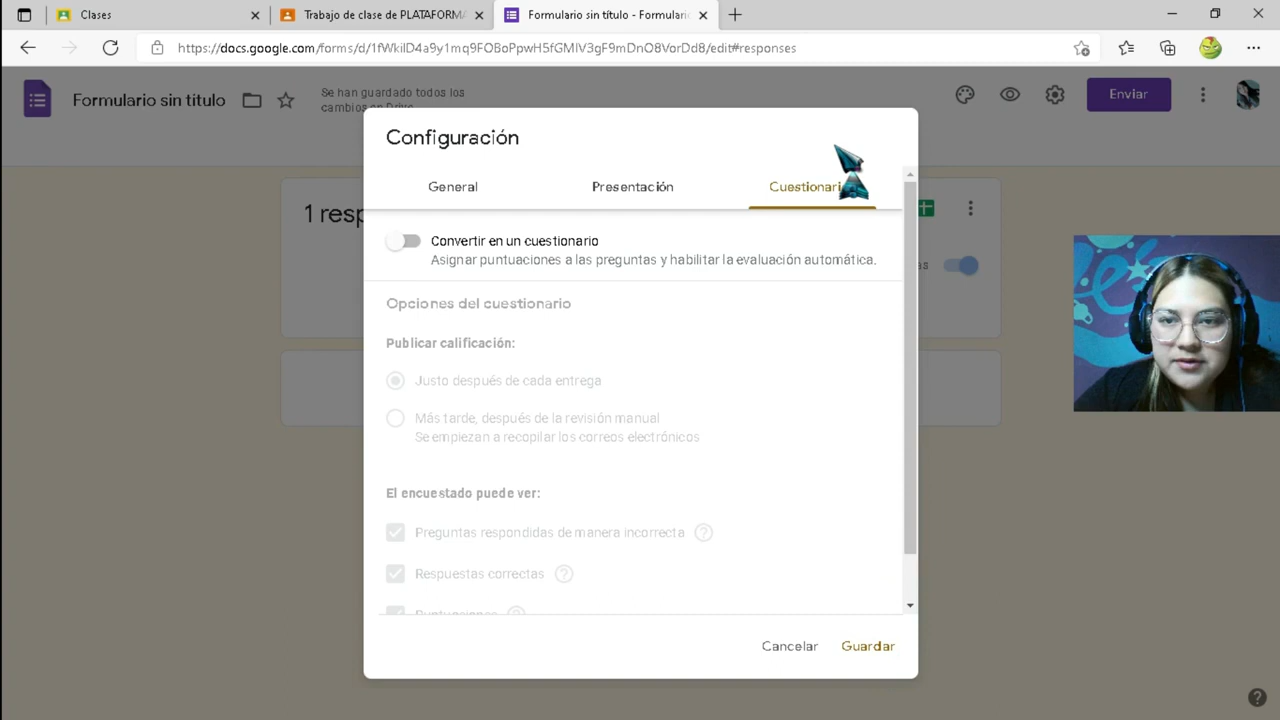 Clases
Trabajo de clase de PLATAFORMA
Formulario sin título - Formulario
https://docs.google.com/forms/d/1fWkiID4a9y1mq9FOBoPpwH5fGMIV3gF9mDnO8VorDd8/edit#responses
Formulario sin título
Se han guardado todos los
cambios en Drive
Enviar
Configuración
General
Presentación
Cuestionari
1 resp
Convertir en un cuestionario
Asignar puntuaciones a las preguntas y habilitar la evaluación automática.
as
Opciones del cuestionario
Publicar calificación:
Justo después de cada entrega
Más tarde, después de la revisión manual
Se empiezan a recopilar los correos electrónicos
El encuestado puede ver:
Preguntas respondidas de manera incorrecta
Respuestas correctas
Puntuaciones
Cancelar
Guardar